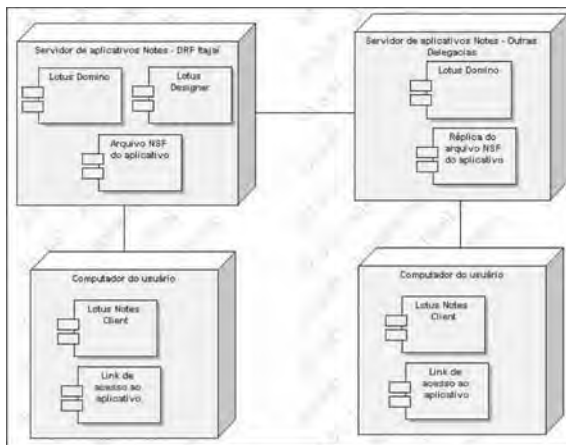 Servidor de aplicativos Notes - DRF Itajaí
Lotus Domino
Lotus
Designer
Arquivo NSF
do aplicativo
Servidor de aplicativos Notes - Outras
Delegacias
Lotus Domino
Réplica do
arquivo NSF
do aplicativo
Computador do usuário
Lotus Notes
Client
Link de
acesso ao
aplicativo
Computador do usuário
Lotus Notes
Client
Link de
acesso ao
aplicativo